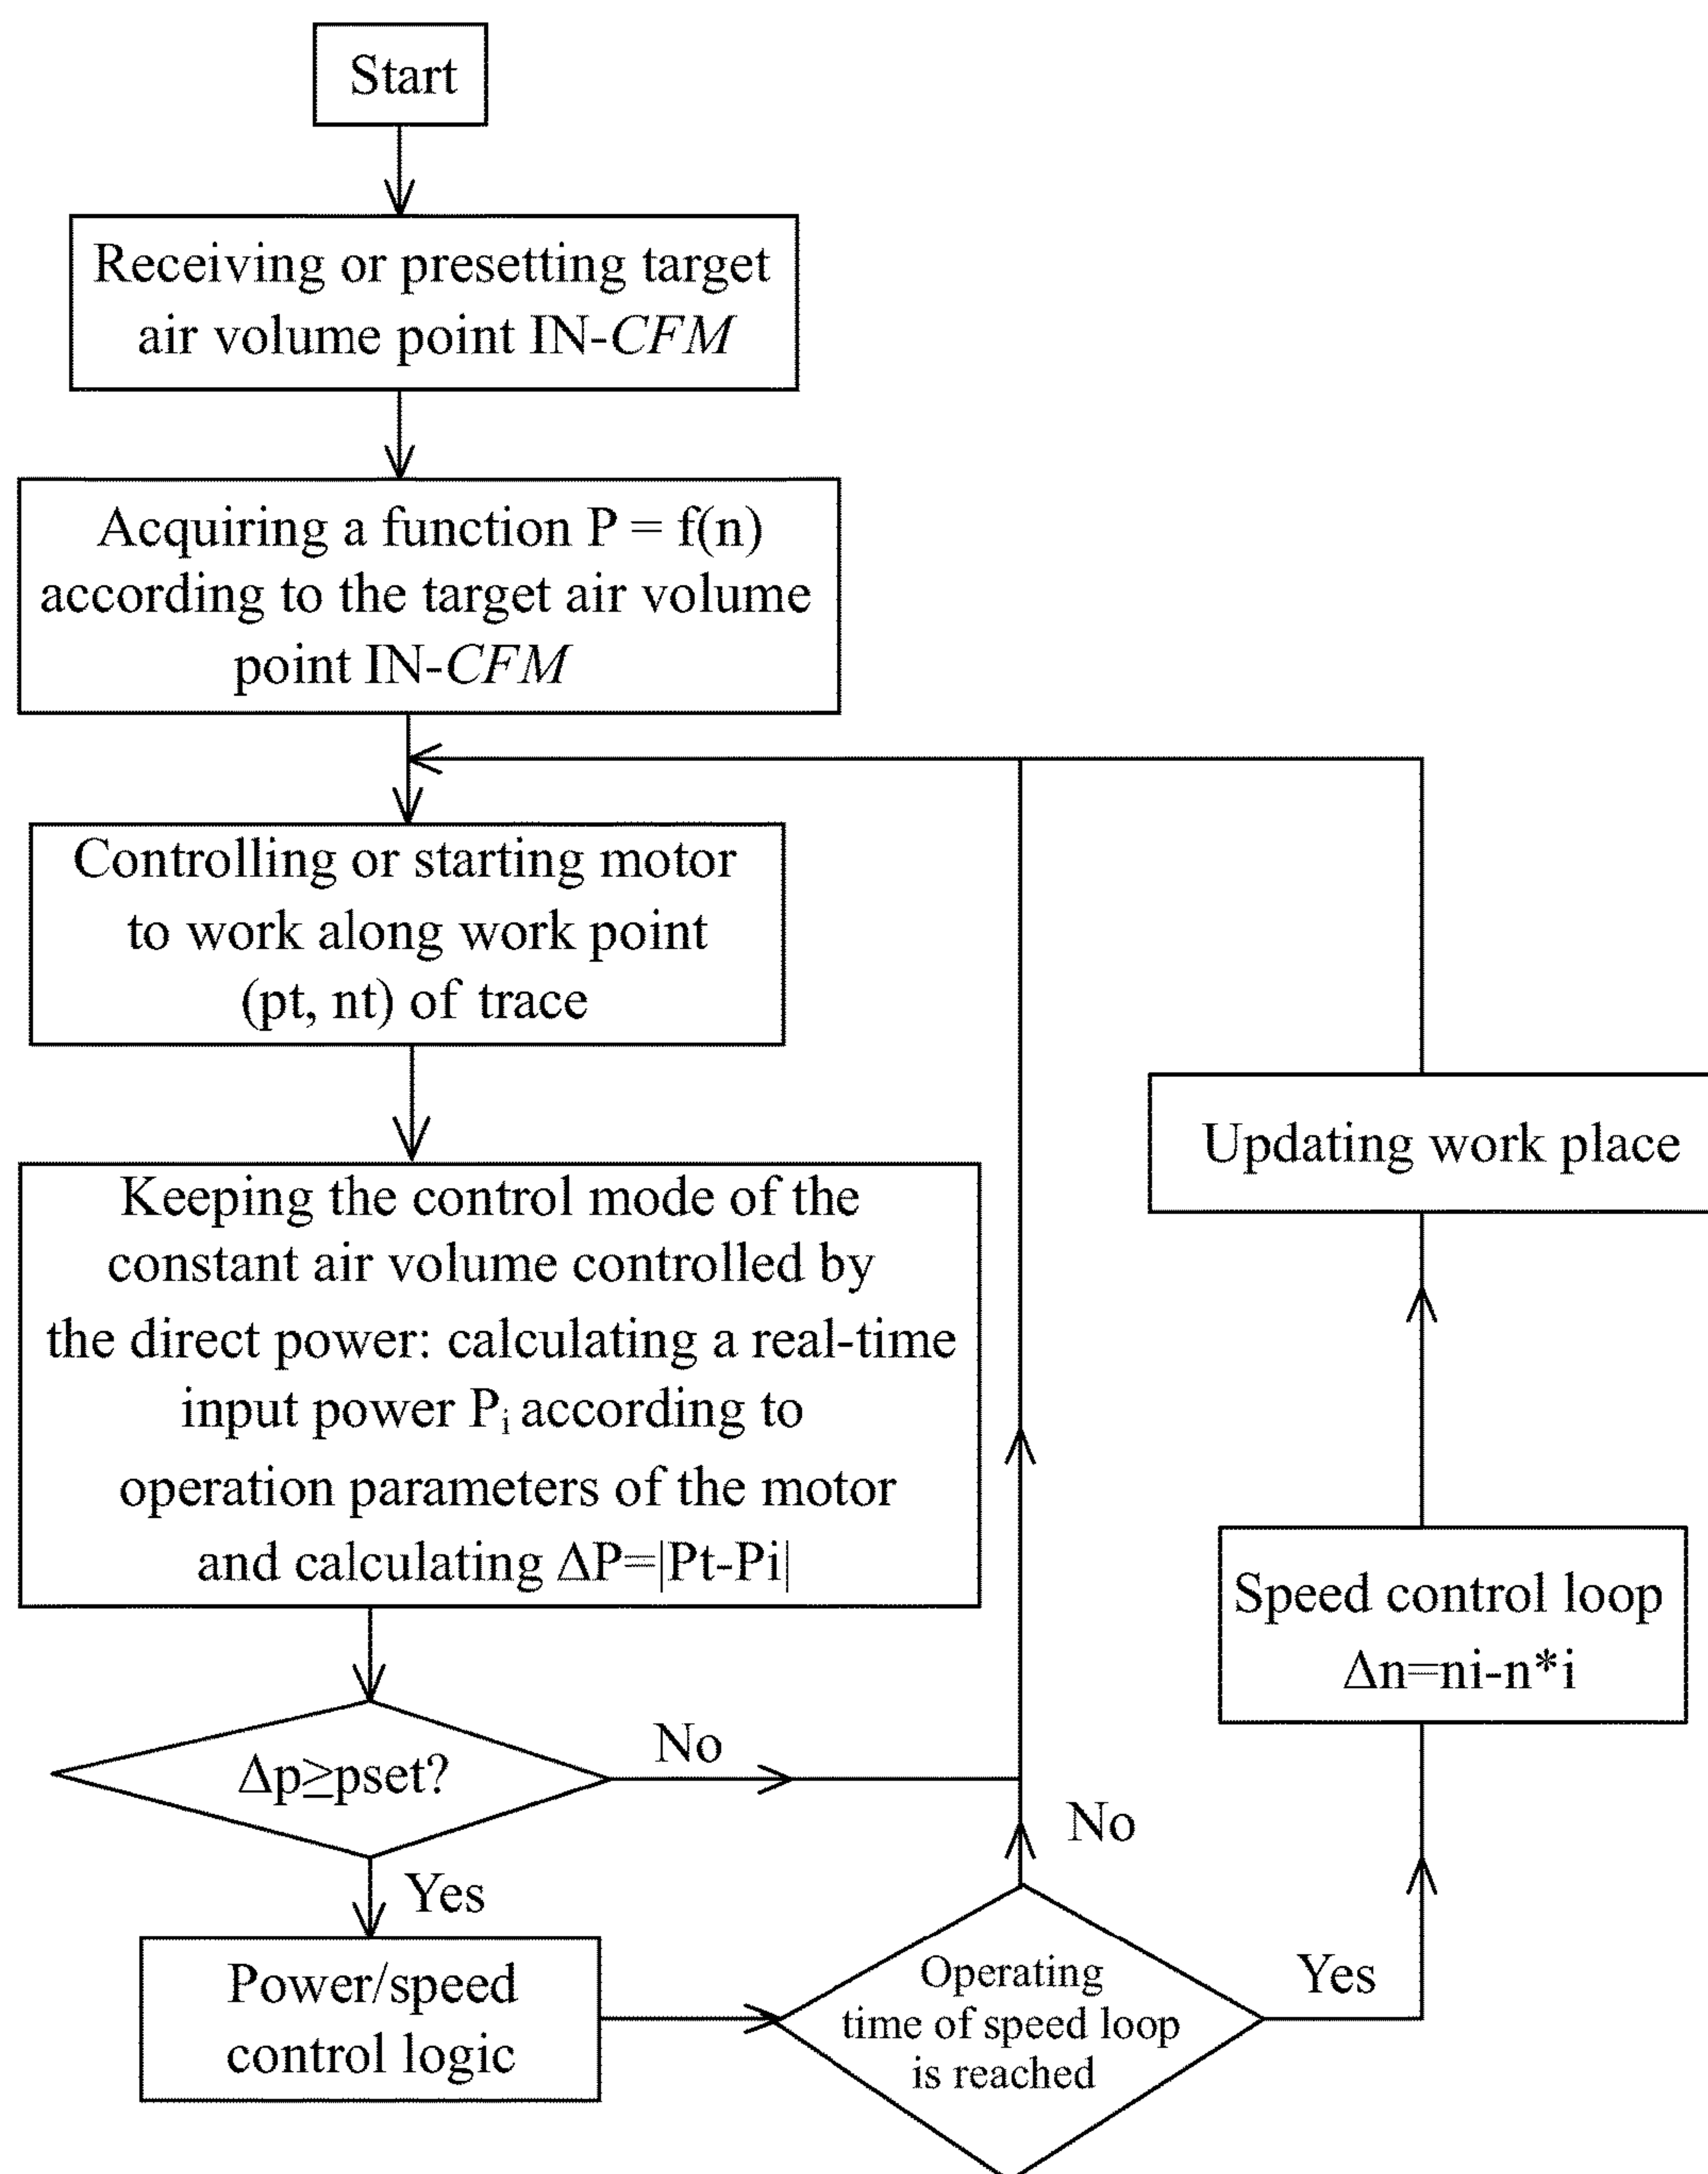 Start
Receiving or presetting target
air volume point IN-CFM
Acquiring a function P = f(n)
according to the target air volume
point IN-CFM
Controlling or starting motor
to work along work point
(pt, nt) of trace
Keeping the control mode of the
constant air volume controlled by
the direct power: calculating a real-time
input power Pᵢ according to
operation parameters of the motor
and calculating ΔP=|Pt-Pi|
Δp≥pset?
No
Yes
Power/speed
control logic
Operating
time of speed loop
is reached
No
Yes
Speed control loop
Δn=ni-n*i
Updating work place